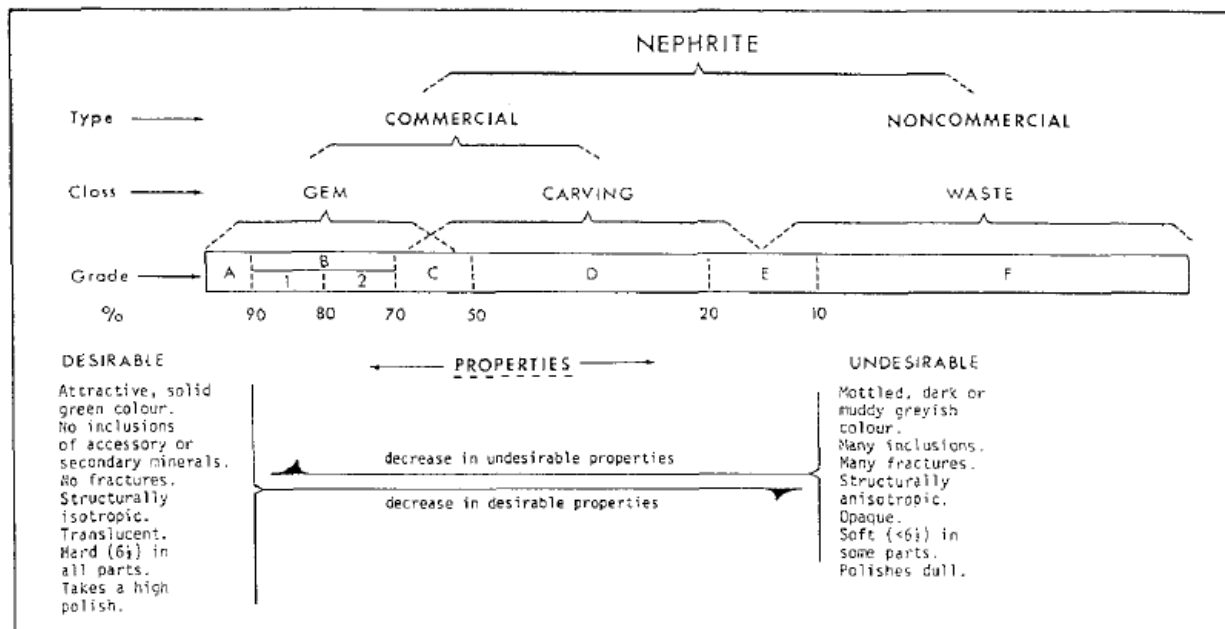 NEPHRITE
Type
COMMERCIAL
NONCOMMERCIAL
Class
GEM
CARVING
WASTE
Grade
A
B
1
2
C
D
E
F
%
90
80
70
50
20
10
DESIRABLE
PROPERTIES
UNDESIRABLE
Attractive, solid
green colour.
No inclusions
of accessory or
secondary minerals.
No fractures.
Structurally
isotropic.
Translucent.
Hard (6½) in
all parts.
Takes a high
polish.
decrease in undesirable properties
decrease in desirable properties
Mottled, dark or
muddy greyish
colour.
Many inclusions.
Many fractures.
Structurally
anisotropic.
Opaque.
Soft (<6½) in
some parts.
Polishes dull.